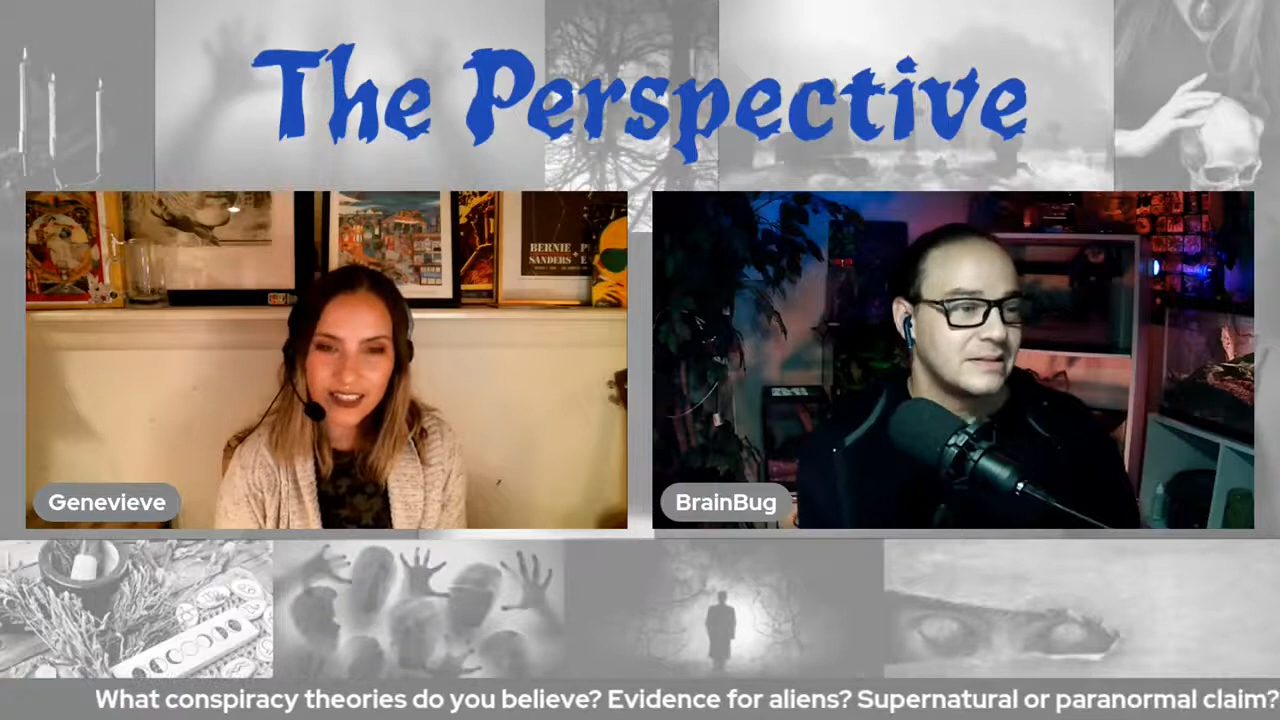 The Perspective
BERNIE
SANDERS
Genevieve
BrainBug
What conspiracy theories do you believe? Evidence for aliens? Supernatural or paranormal claim?